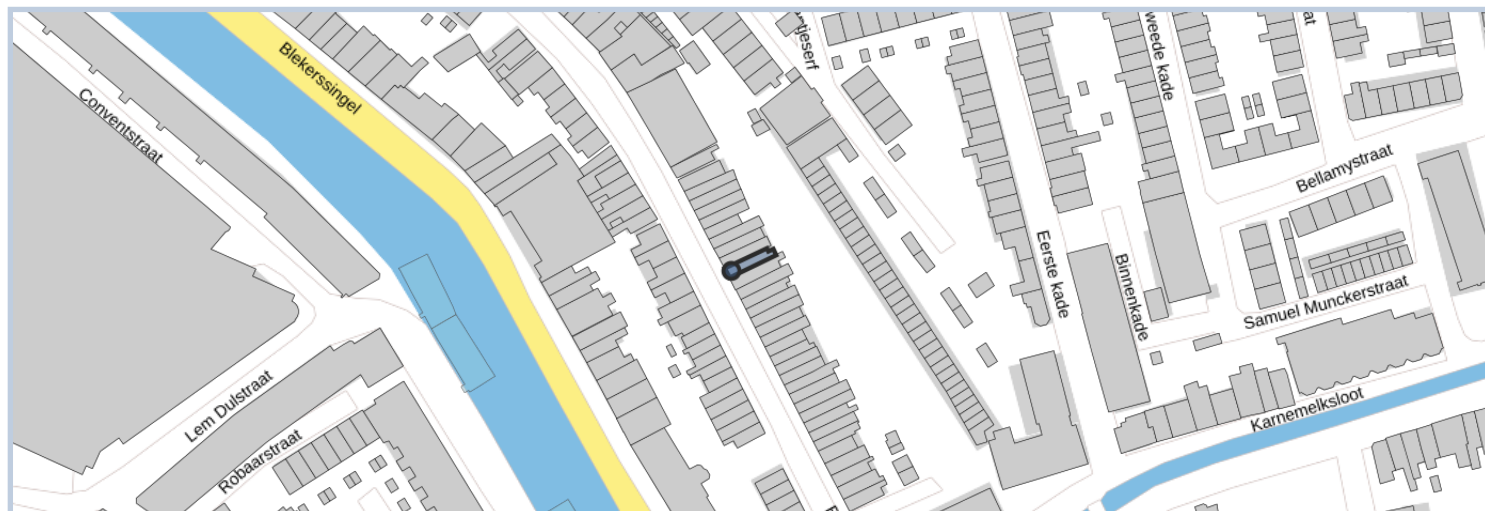 Blekerssingel
Conventstraat
Bellamystraat
Eerste kade
Binnenkade
Samuel Munckerstraat
Lem Dulstraat
Karnemelksloot
Robaarstraat